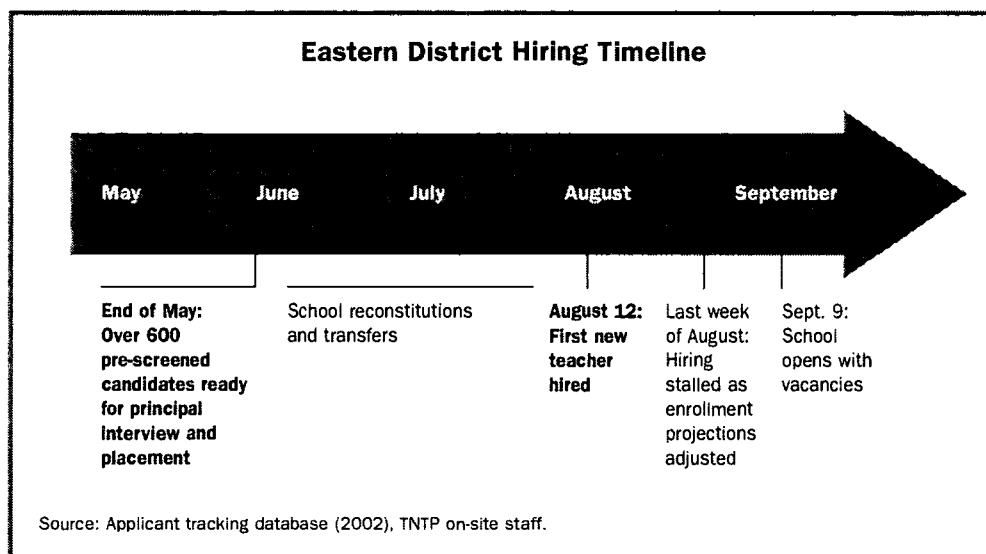 Eastern District Hiring Timeline
May June July August September
End of May:
Over 600
pre-screened
candidates ready
for principal
interview and
placement
School reconstitutions
and transfers
August 12:
First new
teacher
hired
Last week
of August:
Hiring
stalled as
enrollment
projections
adjusted
Sept. 9:
School
opens with
vacancies
Source: Applicant tracking database (2002), TNTP on-site staff.